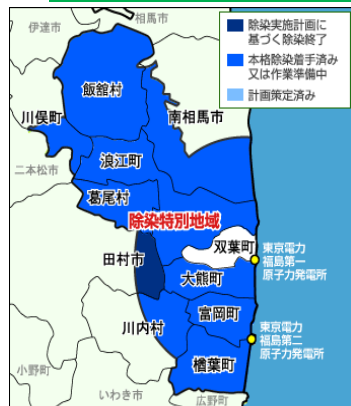 相馬市
伊達市
除染実施計画に
基づく除染終了
本格除染着手済み
又は作業準備中
計画策定済み
飯舘村
川俣町
南相馬市
浪江町
二本松市
葛尾村
除染特別地域
双葉町
東京電力
福島第一
原子力発電所
田村市
大熊町
富岡町
川内村
東京電力
福島第二
原子力発電所
楢葉町
小野町
いわき市
広野町